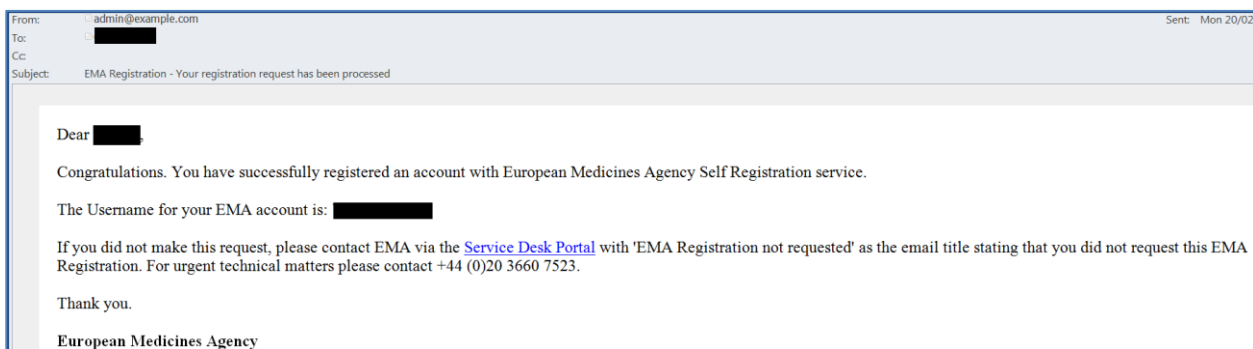 From: admin@example.com Sent: Mon 20/02
To:
Cc:
Subject: EMA Registration - Your registration request has been processed
Dear ,
Congratulations. You have successfully registered an account with European Medicines Agency Self Registration service.
The Username for your EMA account is:
If you did not make this request, please contact EMA via the Service Desk Portal with 'EMA Registration not requested' as the email title stating that you did not request this EMA
Registration. For urgent technical matters please contact +44 (0)20 3660 7523.
Thank you.
European Medicines Agency